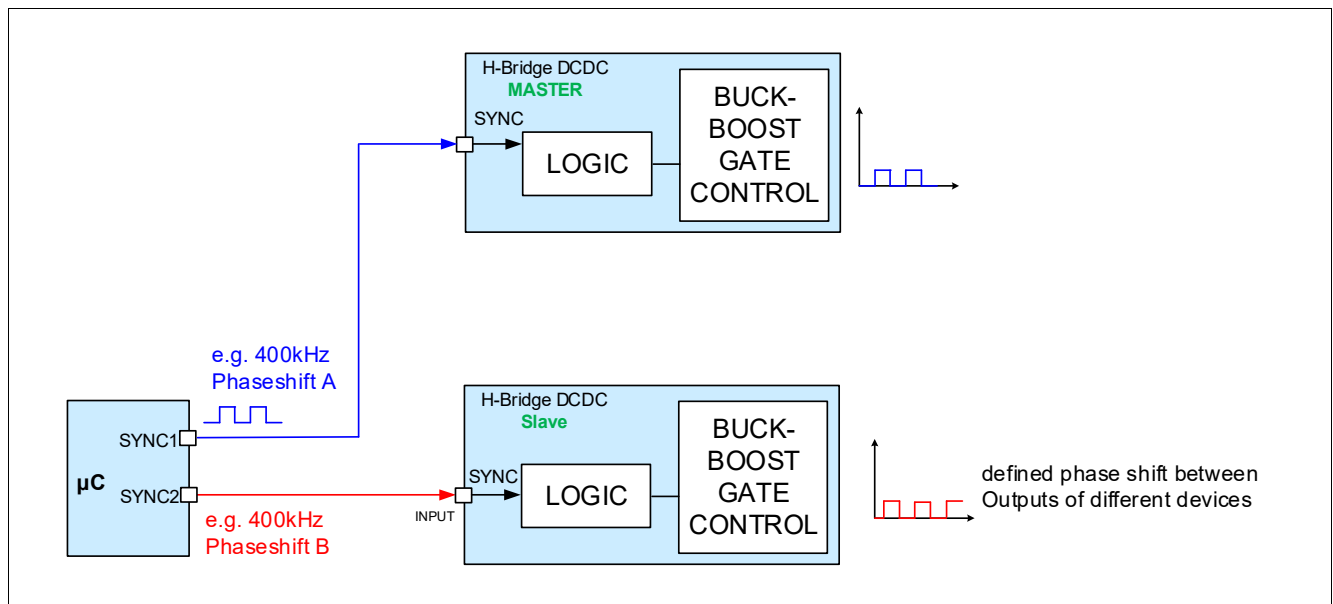 H-Bridge DCDC
MASTER
SYNC
LOGIC
BUCK-
BOOST
GATE
CONTROL
e.g. 400kHz
Phaseshift A
µC
SYNC1
SYNC2
e.g. 400kHz
Phaseshift B
H-Bridge DCDC
Slave
SYNC
INPUT
LOGIC
BUCK-
BOOST
GATE
CONTROL
defined phase shift between
Outputs of different devices